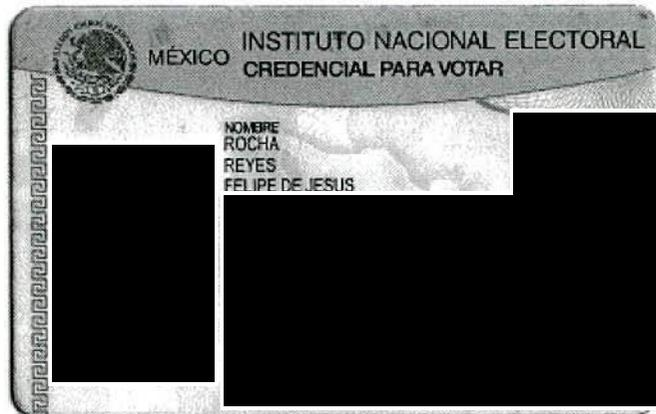 MÉXICO
INSTITUTO NACIONAL ELECTORAL
CREDENCIAL PARA VOTAR
NOMBRE
ROCHA
REYES
FELIPE DE JESUS